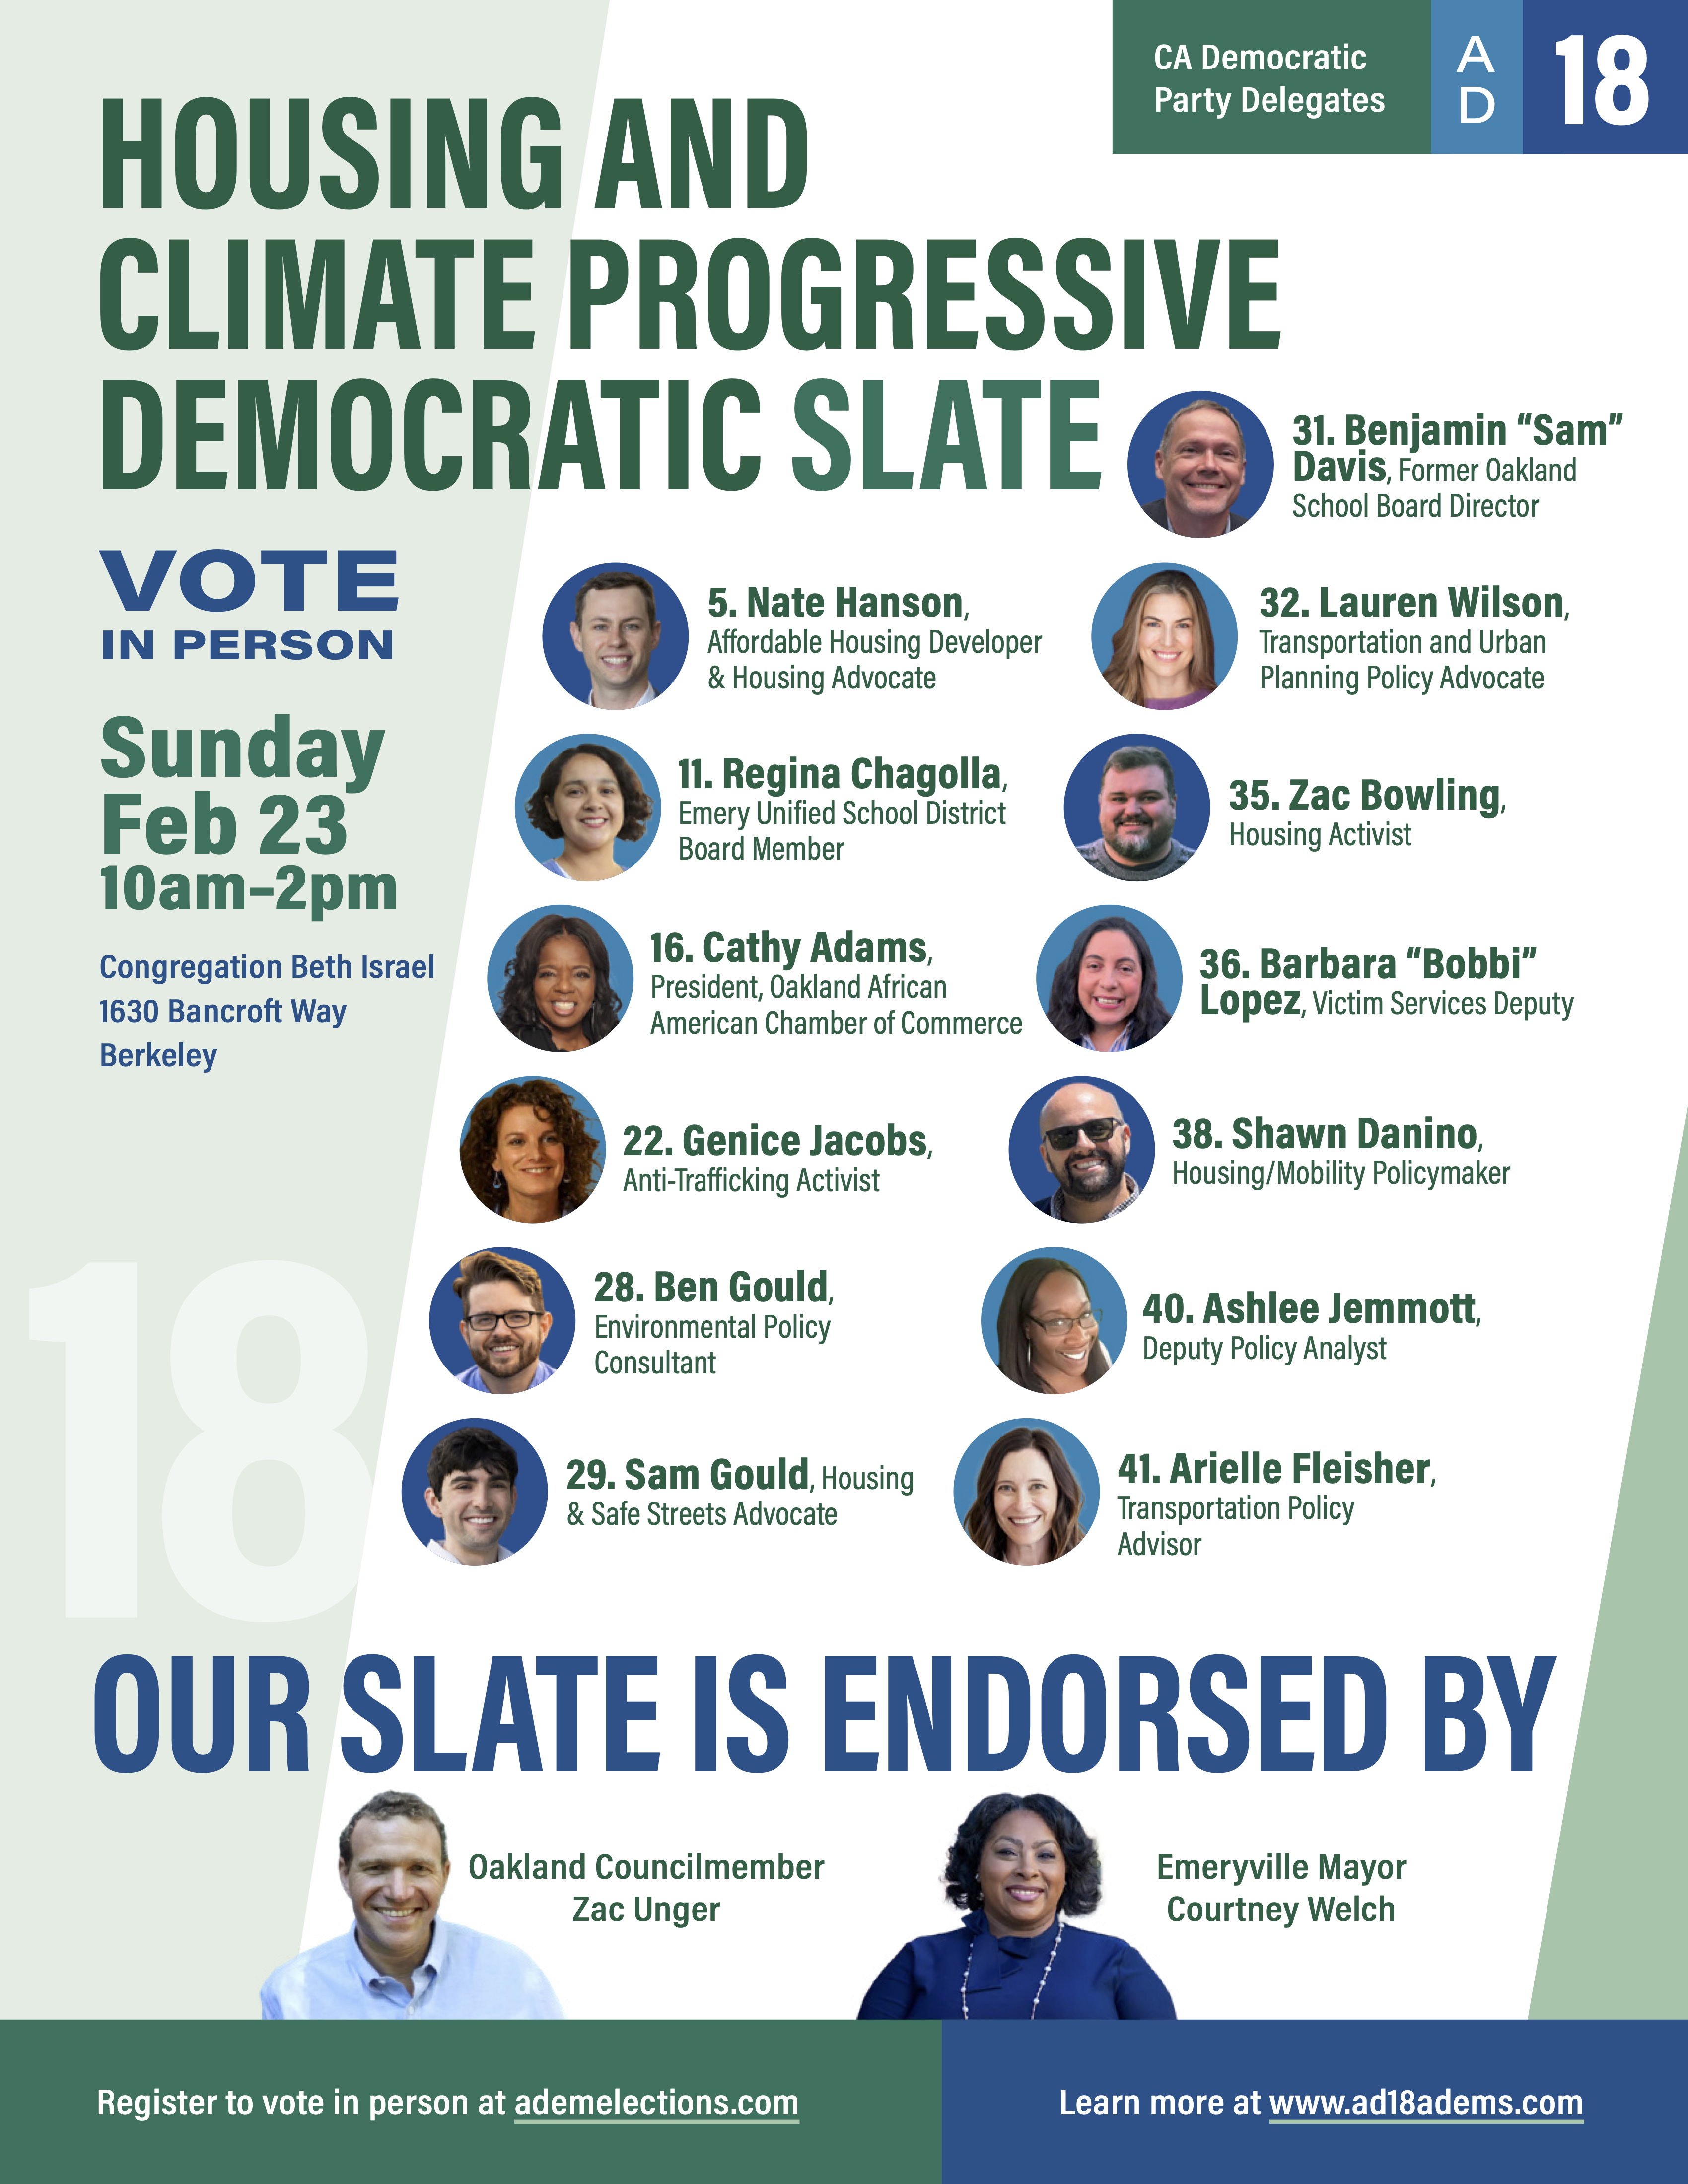 CA Democratic
Party Delegates
A
D
18
HOUSING AND
CLIMATE PROGRESSIVE
DEMOCRATIC SLATE
VOTE
IN PERSON
Sunday
Feb 23
10am–2pm
Congregation Beth Israel
1630 Bancroft Way
Berkeley
5. Nate Hanson,
Affordable Housing Developer
& Housing Advocate
11. Regina Chagolla,
Emery Unified School District
Board Member
16. Cathy Adams,
President, Oakland African
American Chamber of Commerce
22. Genice Jacobs,
Anti-Trafficking Activist
28. Ben Gould,
Environmental Policy
Consultant
29. Sam Gould, Housing
& Safe Streets Advocate
31. Benjamin “Sam”
Davis, Former Oakland
School Board Director
32. Lauren Wilson,
Transportation and Urban
Planning Policy Advocate
35. Zac Bowling,
Housing Activist
36. Barbara “Bobbi”
Lopez, Victim Services Deputy
38. Shawn Danino,
Housing/Mobility Policymaker
40. Ashlee Jemmott,
Deputy Policy Analyst
41. Arielle Fleisher,
Transportation Policy
Advisor
18
OUR SLATE IS ENDORSED BY
Oakland Councilmember
Zac Unger
Emeryville Mayor
Courtney Welch
Register to vote in person at ademelections.com
Learn more at www.ad18adems.com